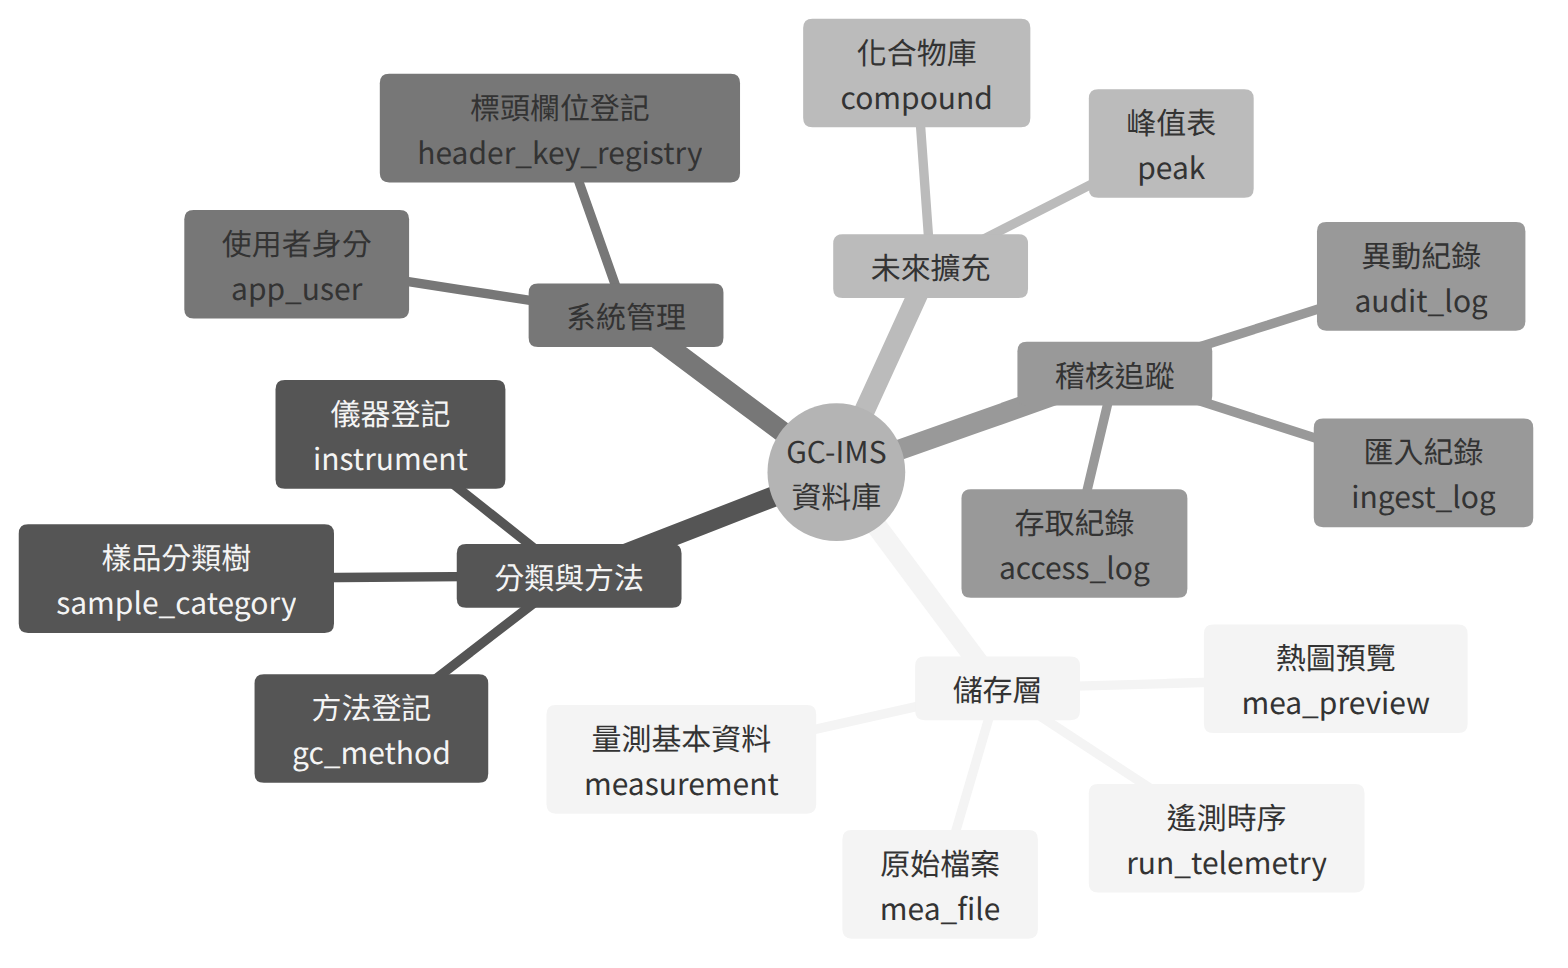 化合物庫
compound
標頭欄位登記
header_key_registry
峰值表
peak
使用者身分
app_user
未來擴充
異動紀錄
audit_log
系統管理
稽核追蹤
儀器登記
instrument
GC-IMS
資料庫
匯入紀錄
ingest_log
存取紀錄
access_log
樣品分類樹
sample_category
分類與方法
方法登記
gc_method
儲存層
熱圖預覽
mea_preview
量測基本資料
measurement
遙測時序
run_telemetry
原始檔案
mea_file